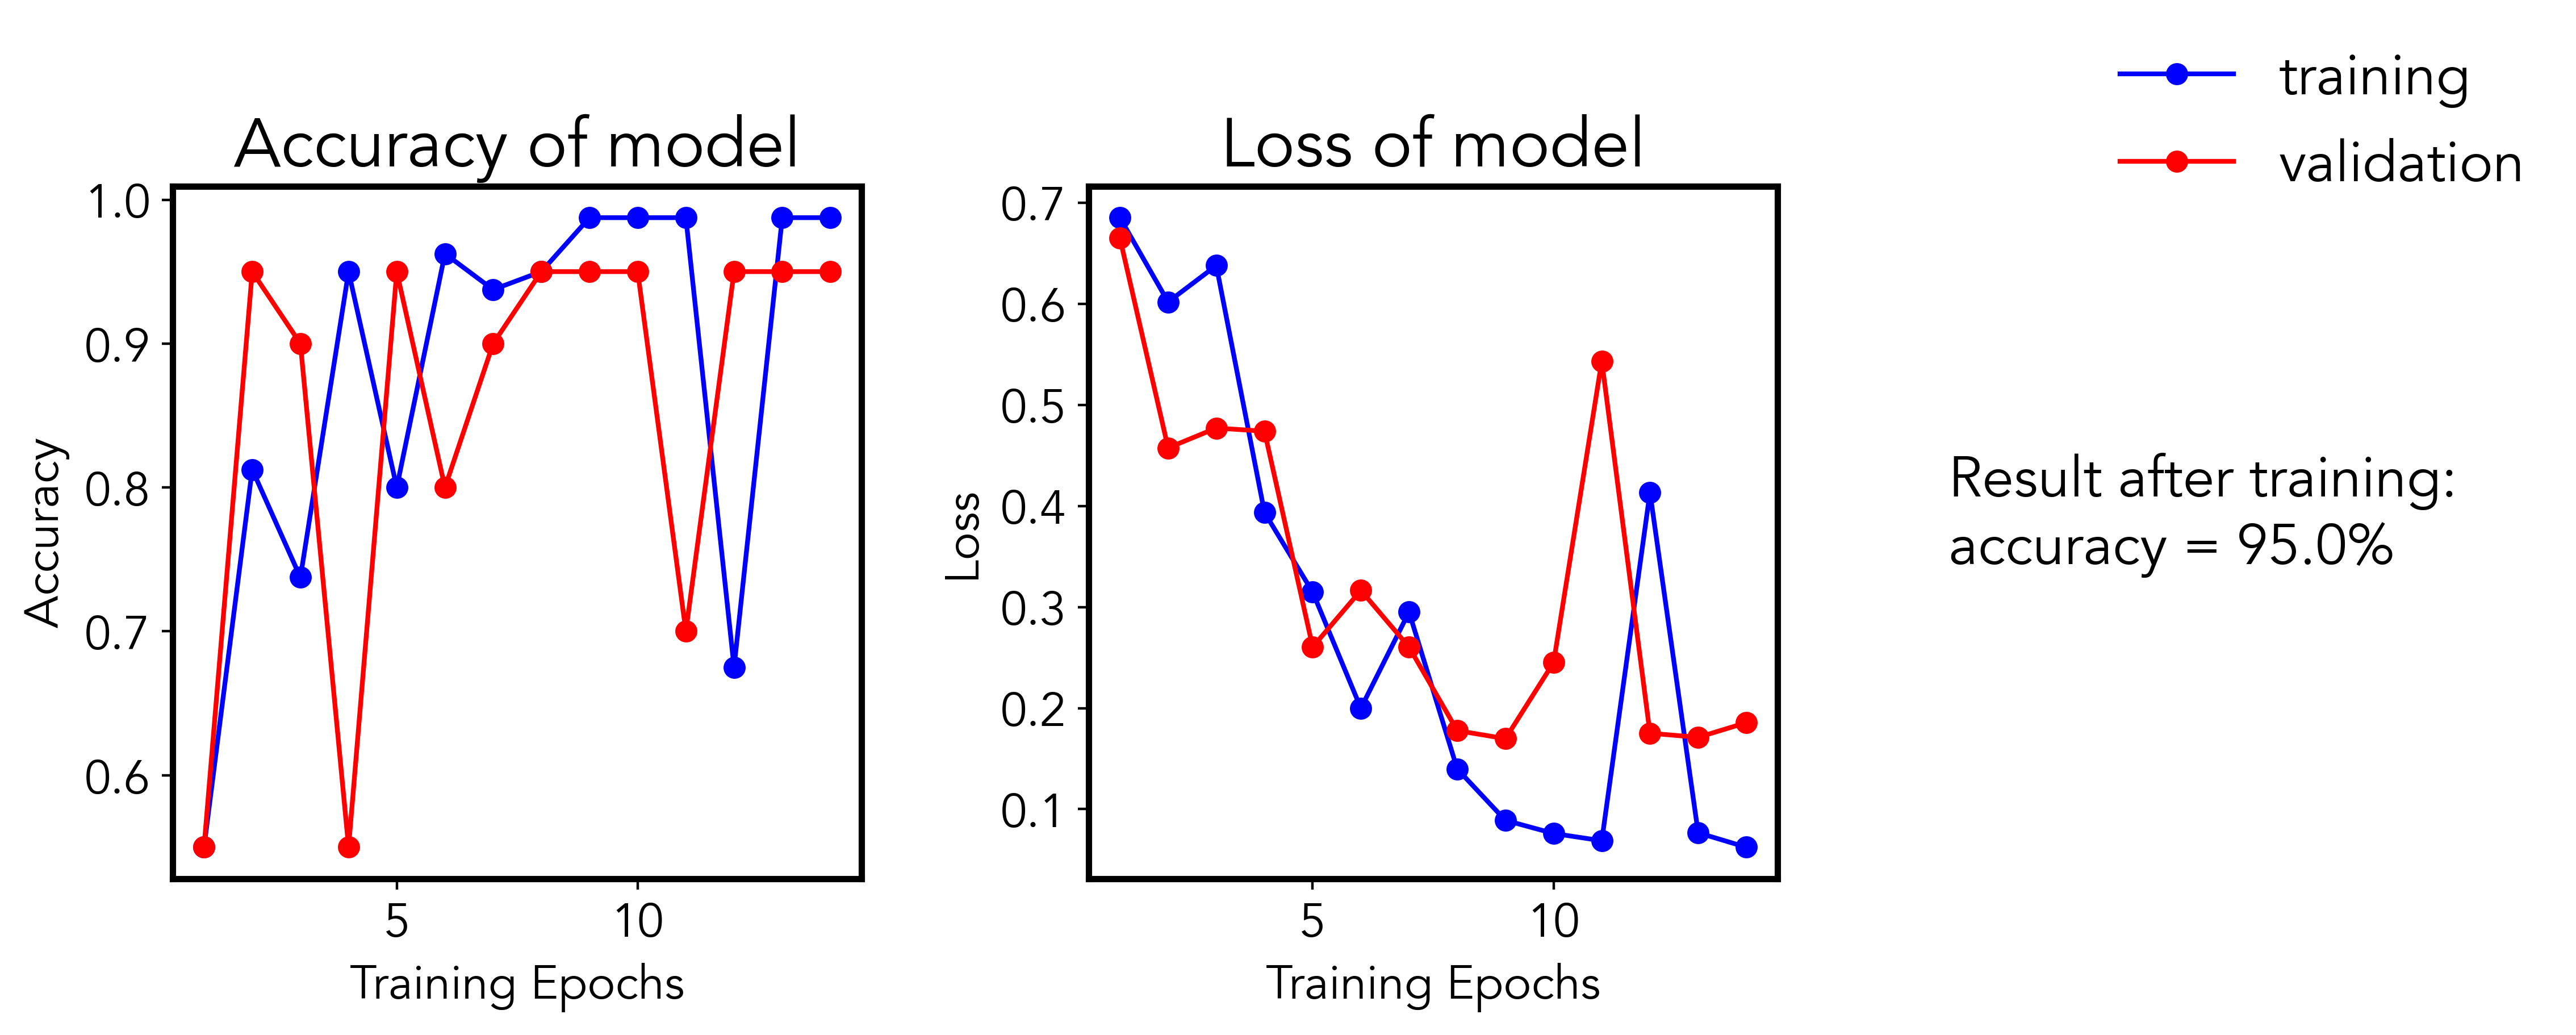 training
validation
Accuracy of model
1.0
0.9
0.8
0.7
0.6
Accuracy
5 10
Training Epochs
Loss of model
0.7
0.6
0.5
0.4
0.3
0.2
0.1
Loss
5 10
Training Epochs
Result after training:
accuracy = 95.0%